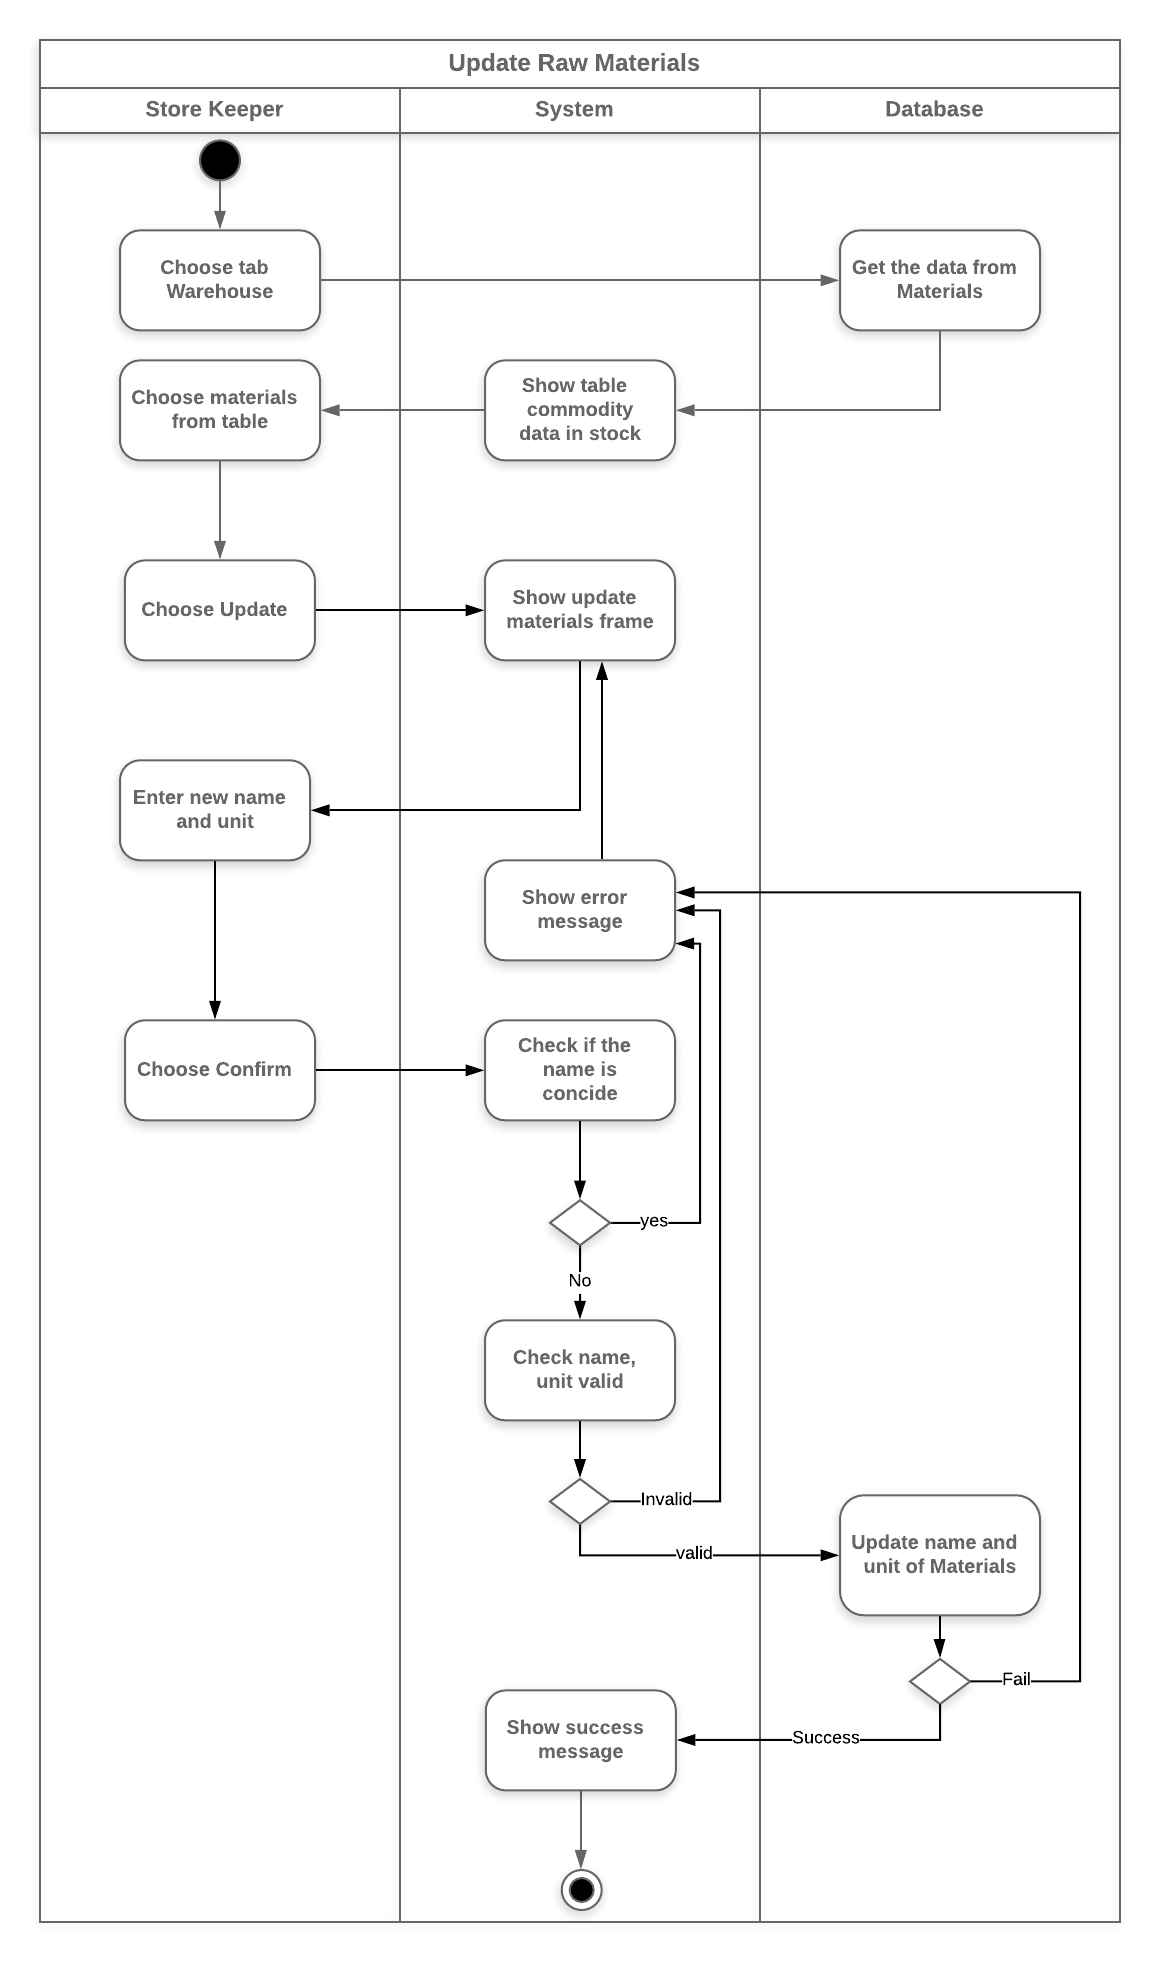 Update Raw Materials
Store Keeper
System
Database
Choose tab
Warehouse
Get the data from
Materials
Choose materials
from table
Show table
commodity
data in stock
Choose Update
Show update
materials frame
Enter new name
and unit
Show error
message
Choose Confirm
Check if the
name is
concide
yes
No
Check name,
unit valid
Invalid
valid
Update name and
unit of Materials
Fail
Success
Show success
message